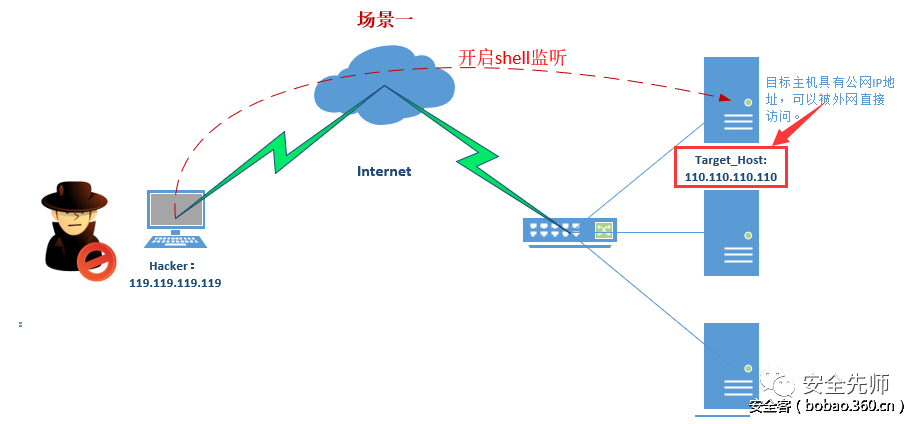 场景一
开启shell监听
目标主机具有公网IP地
址，可以被外网直接
访问。
Internet
Target_Host:
110.110.110.110
Hacker：
119.119.119.119
:
安全先师
安全客（bobao.360.cn）